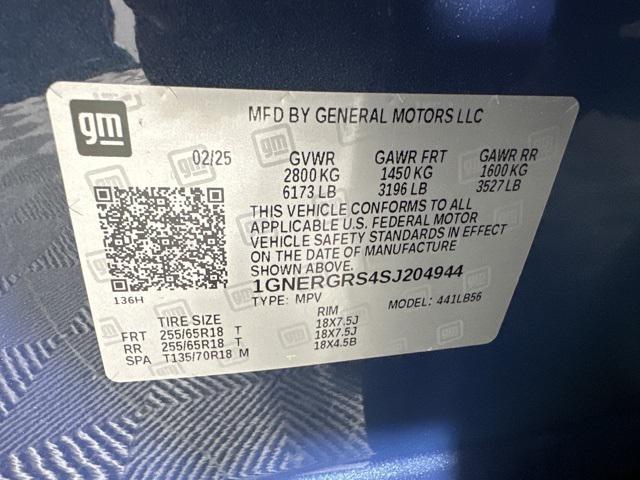 gm
MFD BY GENERAL MOTORS LLC
02/25 GVWR GAWR FRT GAWR RR
2800 KG 1450 KG 1600 KG
6173 LB 3196 LB 3527 LB
THIS VEHICLE CONFORMS TO ALL
APPLICABLE U.S. FEDERAL MOTOR
VEHICLE SAFETY STANDARDS IN EFFECT
ON THE DATE OF MANUFACTURE
SHOWN ABOVE.
136H 1GNERGRS4SJ204944
TYPE: MPV MODEL: 441LB56
TIRE SIZE RIM
FRT 255/65R18 T 18X7.5J
RR 255/65R18 T 18X7.5J
SPA T135/70R18 M 18X4.5B